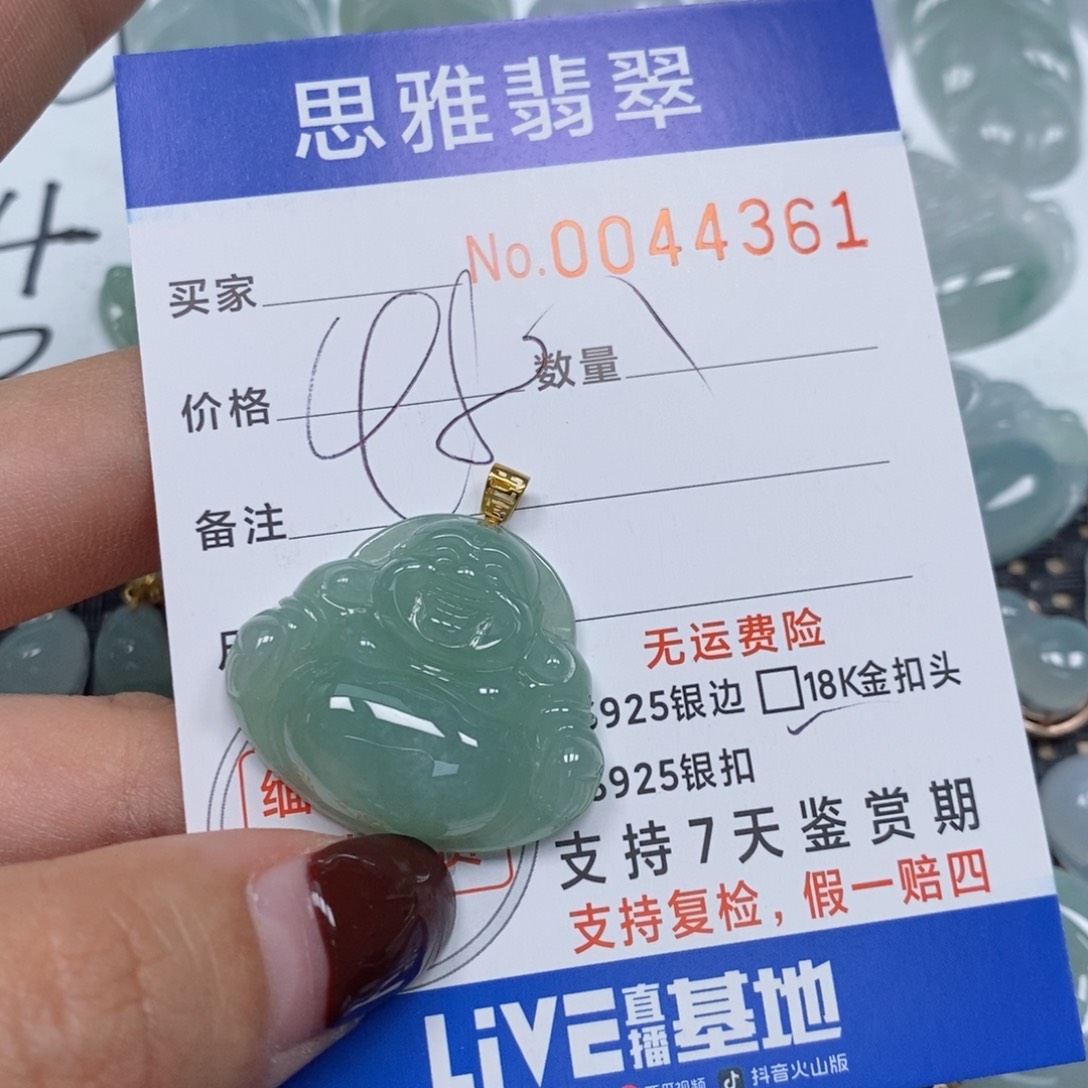 思雅翡翠
No.0044361
买家
价格 数量
备注
无运费险
s925银边 18K金扣头
s925银扣
支持7天鉴赏期
支持复检，假一赔四
LiVE直播基地
抖音火山版